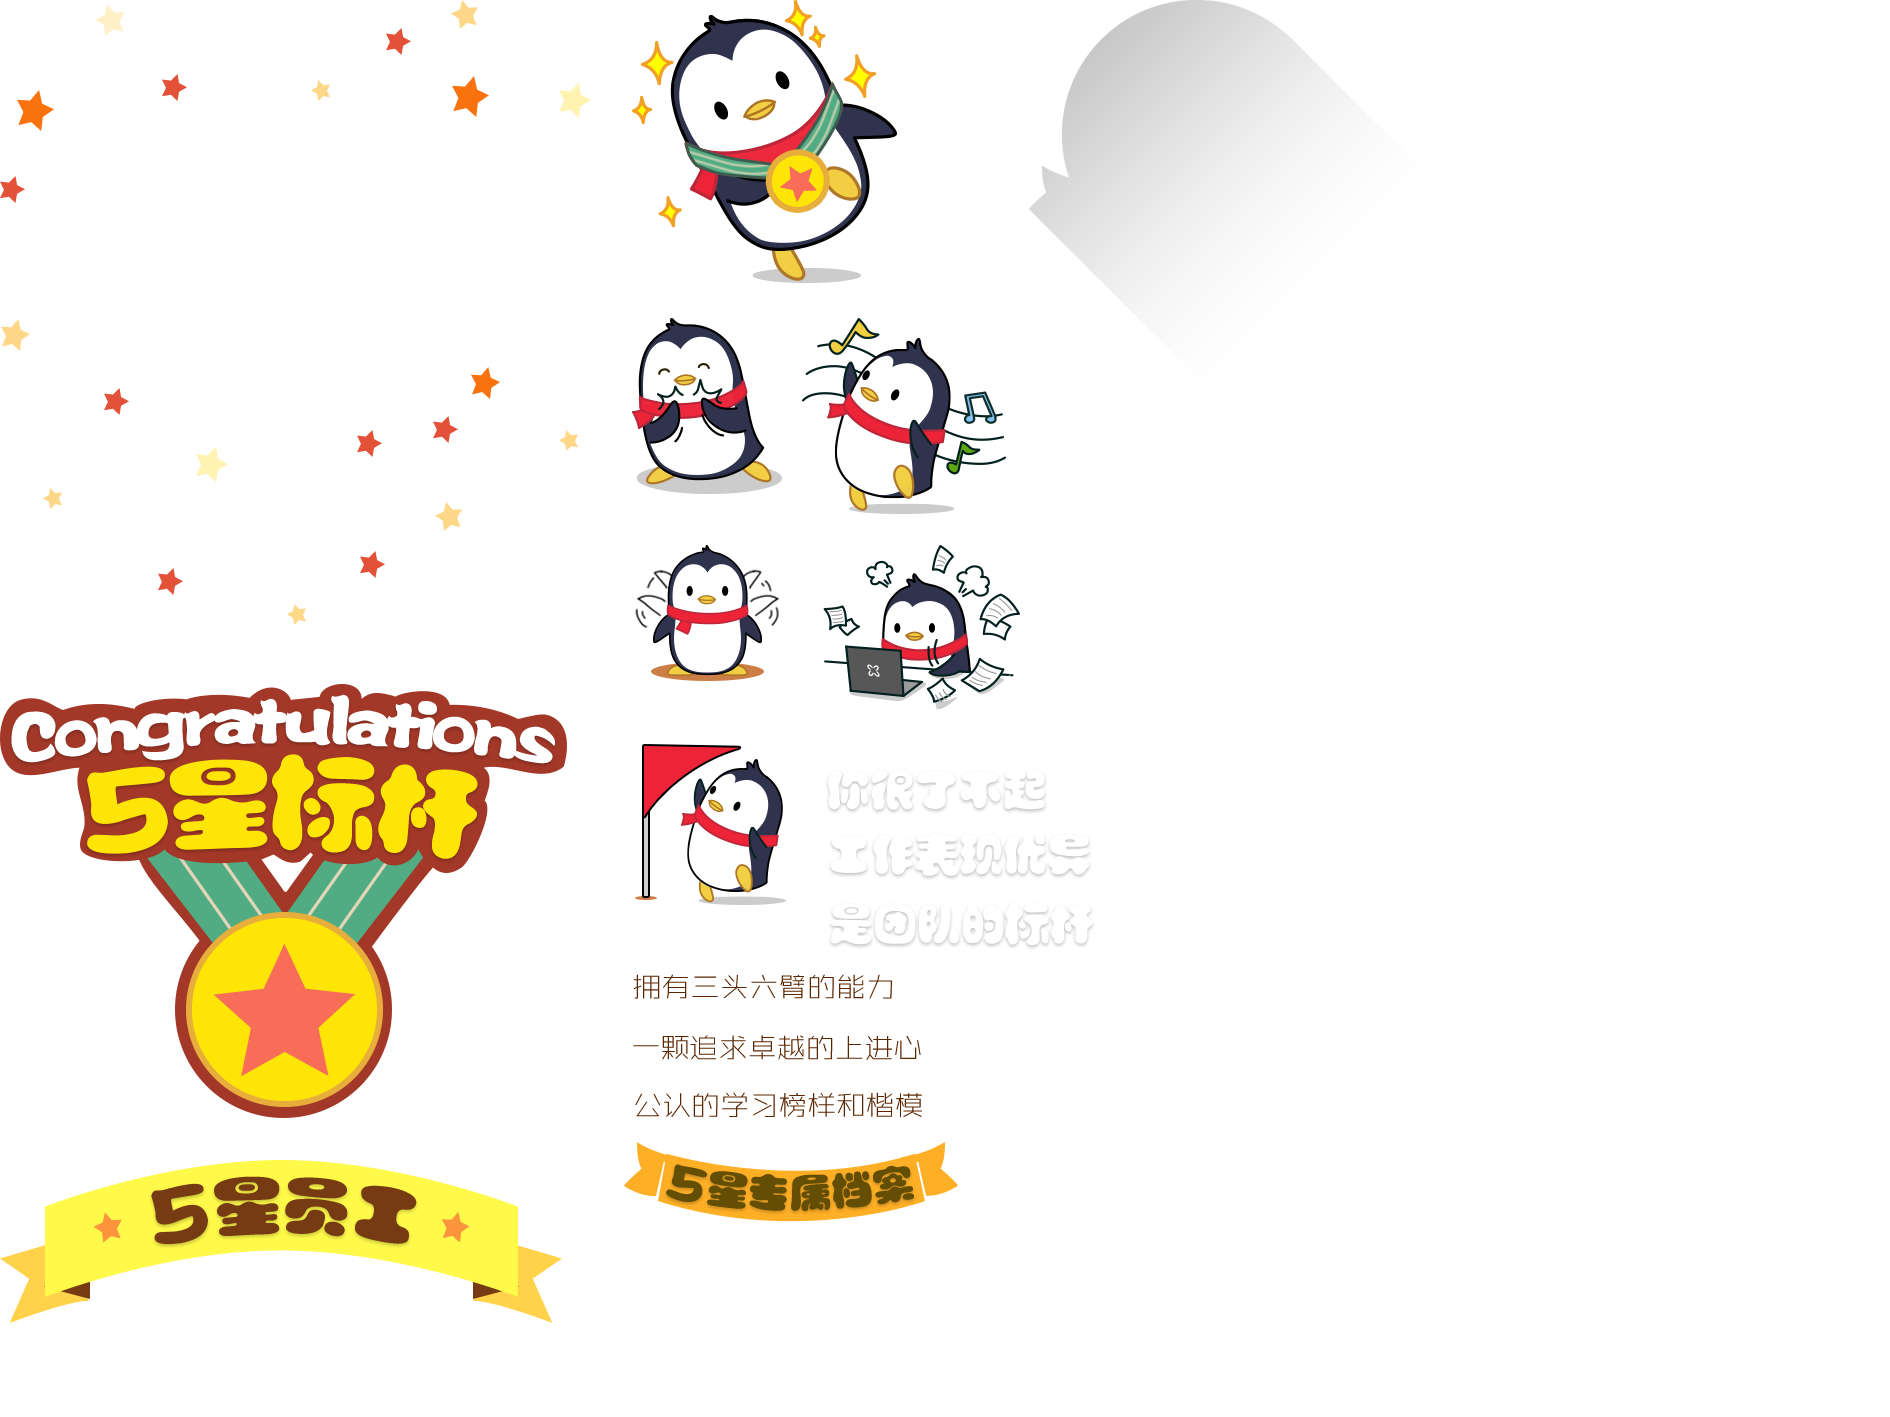 Congratulations
5星标杆
5星员工
你很了不起
工作表现优异
是团队的标杆
拥有三头六臂的能力
一颗追求卓越的上进心
公认的学习榜样和楷模
5星专属档案